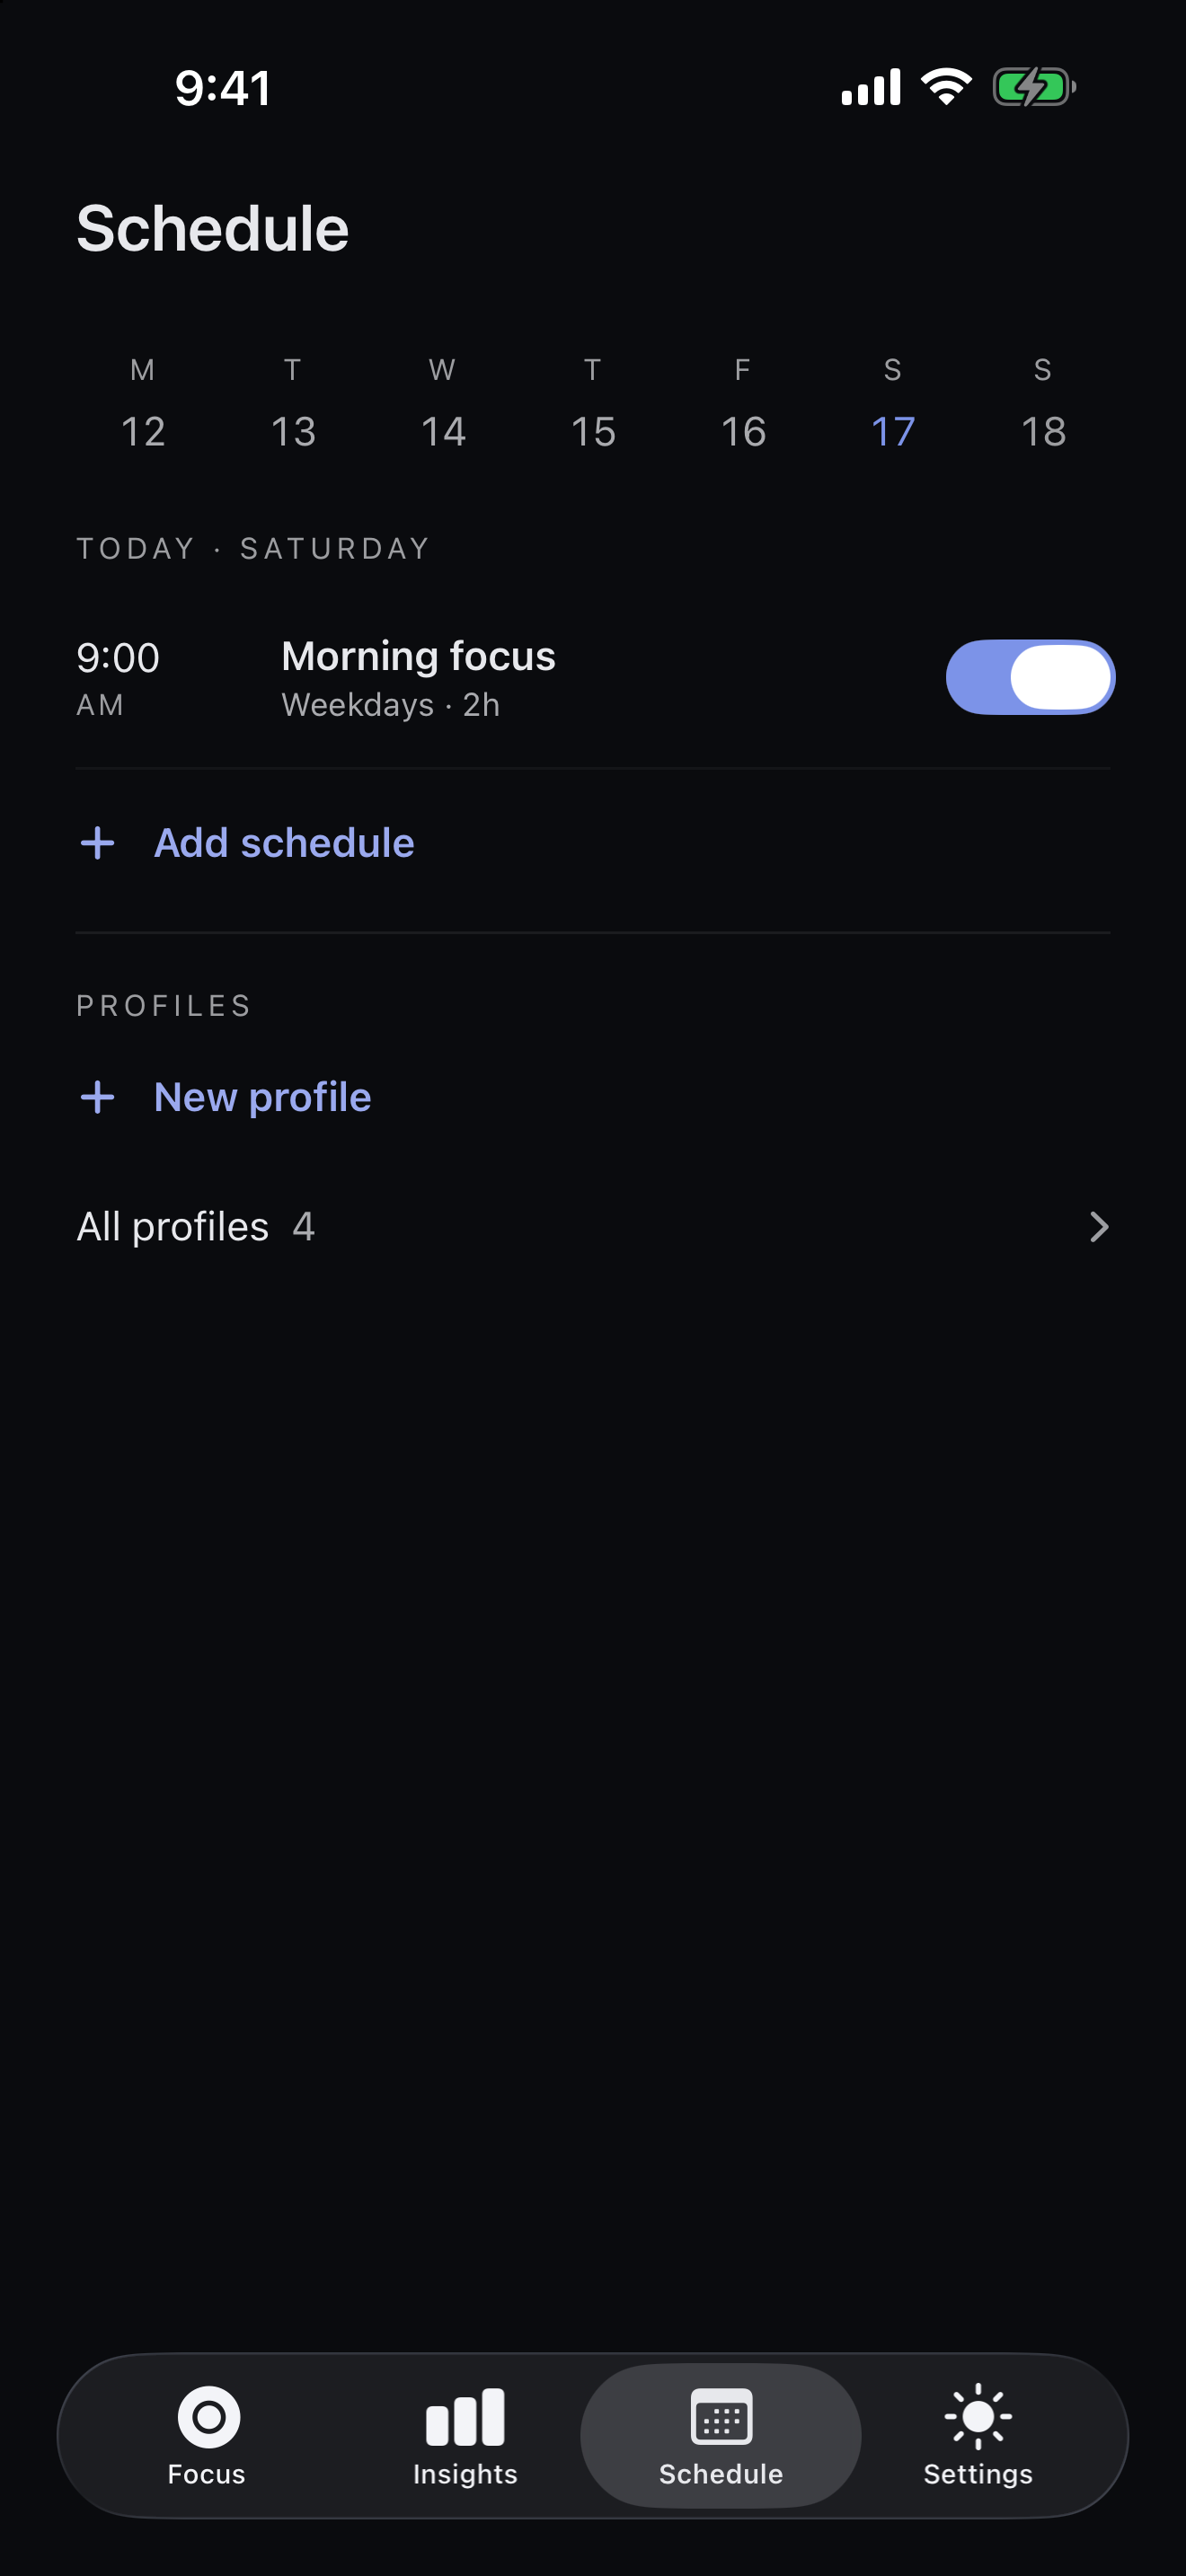 9:41
Schedule
M T W T F S S
12 13 14 15 16 17 18
TODAY · SATURDAY
9:00 Morning focus
AM Weekdays · 2h
Add schedule
PROFILES
New profile
All profiles 4
Focus Insights Schedule Settings